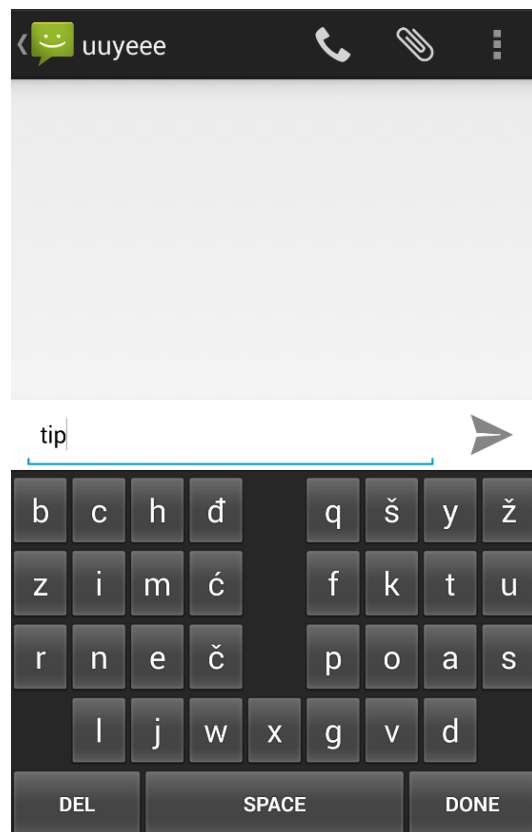 uuyeee
tip
b c h đ q š y ž
z i m ć f k t u
r n e č p o a s
l j w x g v d
DEL SPACE DONE